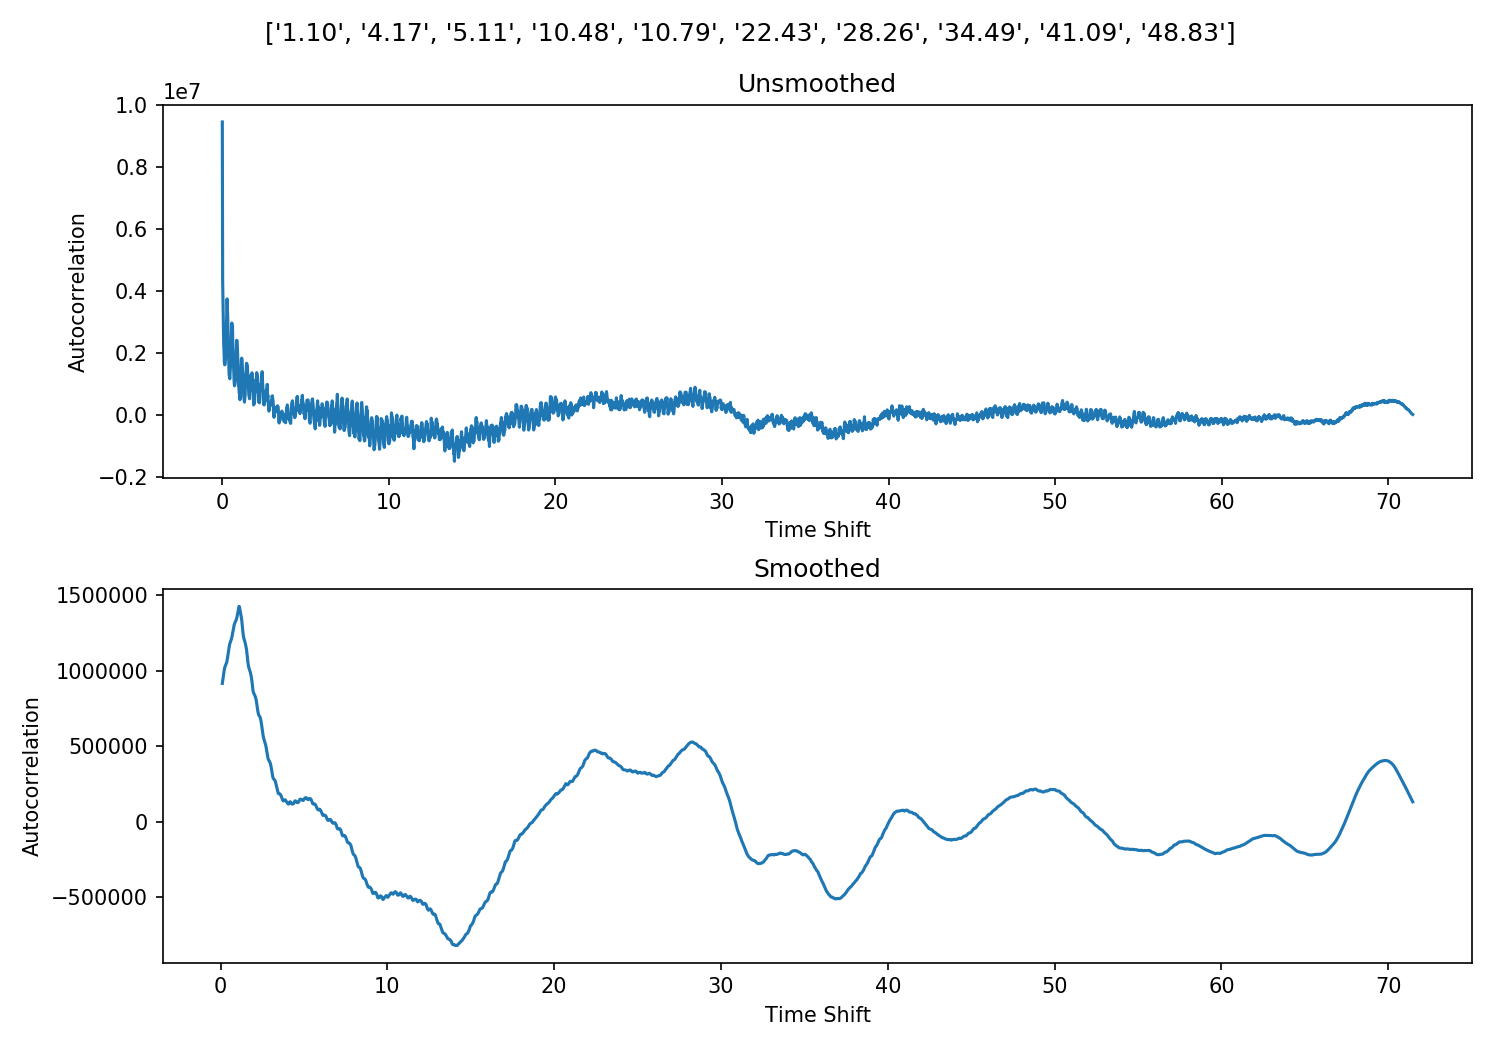 ['1.10', '4.17', '5.11', '10.48', '10.79', '22.43', '28.26', '34.49', '41.09', '48.83']
Unsmoothed
1e7
1.0
0.8
0.6
0.4
0.2
0.0
−0.2
Autocorrelation
0 10 20 30 40 50 60 70
Time Shift
Smoothed
1500000
1000000
500000
0
−500000
Autocorrelation
0 10 20 30 40 50 60 70
Time Shift